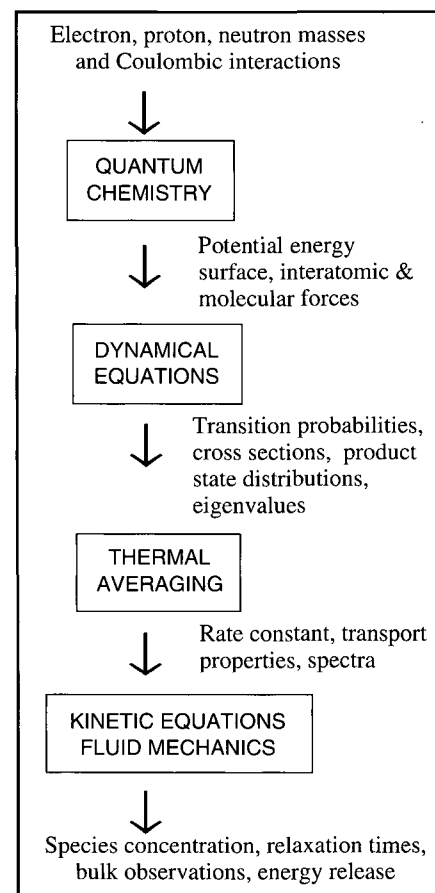 Electron, proton, neutron masses
and Coulombic interactions
QUANTUM
CHEMISTRY
Potential energy
surface, interatomic &
molecular forces
DYNAMICAL
EQUATIONS
Transition probabilities,
cross sections, product
state distributions,
eigenvalues
THERMAL
AVERAGING
Rate constant, transport
properties, spectra
KINETIC EQUATIONS
FLUID MECHANICS
Species concentration, relaxation times,
bulk observations, energy release